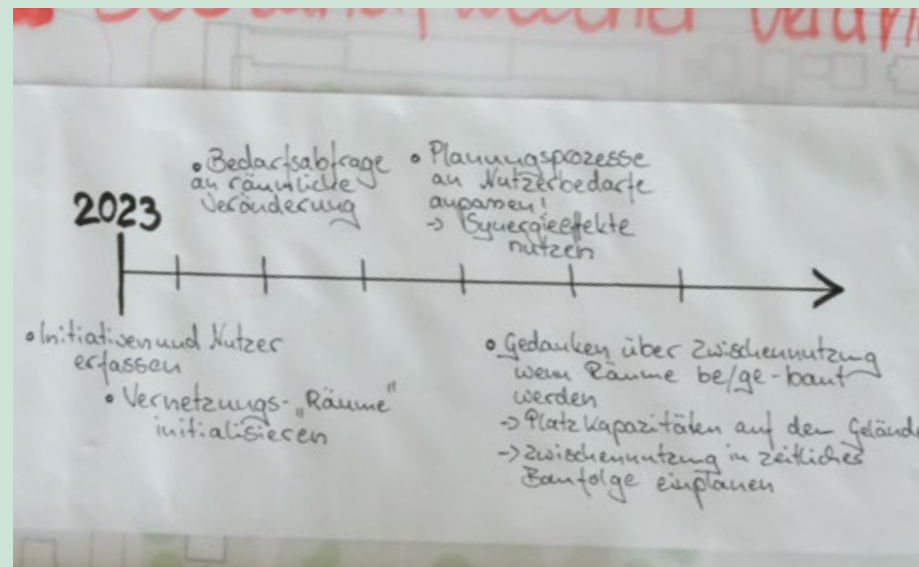 2023
• Bedarfsabfrage
an räumliche
Veränderung
• Planungsprozesse
an Nutzerbedarfe
anpassen!
→ Synergieeffekte
nutzen
• Initiativen und Nutzer
erfassen
• Vernetzungs-„Räume"
initialisieren
• Gedanken über Zwischennutzung
wenn Räume be/ge-baut
werden
→ Platzkapazitäten auf dem Gelände
→ Zwischennutzung in zeitliches
Baufolge einplanen